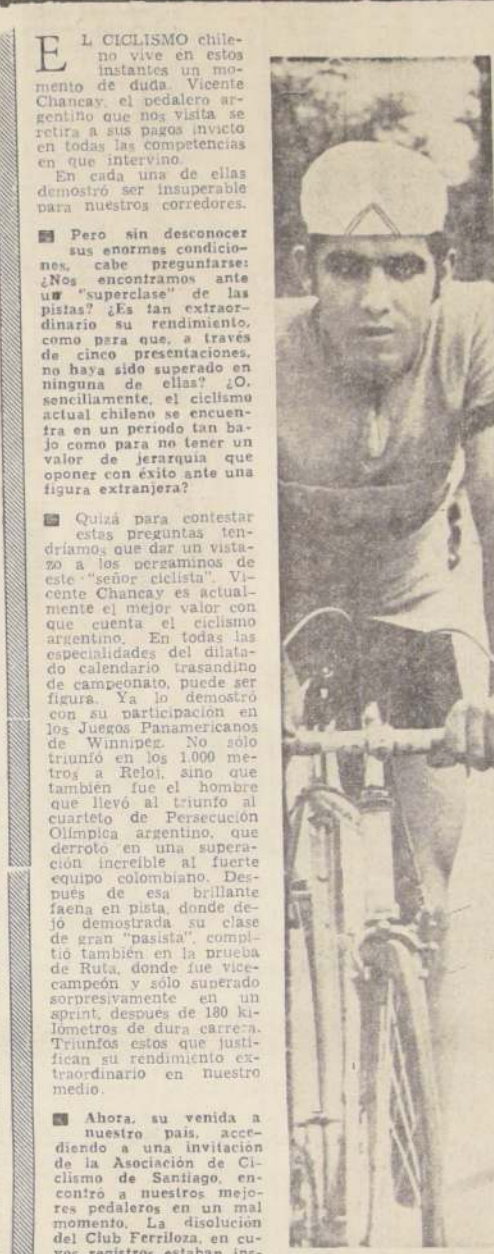 EL CICLISMO chile-
no vive en estos
instantes un mo-
mento de duda. Vicente
Chancay, el pedalero ar-
gentino que nos visita se
retira a sus pagos invicto
en todas las competencias
en que intervino.
En cada una de ellas
demostró ser insuperable
para nuestros corredores.
Pero sin desconocer
sus enormes condicio-
nes, cabe preguntarse:
¿Nos encontramos ante
un "superclase" de las
pistas? ¿Es tan extraor-
dinario su rendimiento,
como para que, a través
de cinco presentaciones,
no haya sido superado en
ninguna de ellas? ¿O,
sencillamente, el ciclismo
actual chileno se encuen-
tra en un período tan ba-
jo como para no tener un
valor de jerarquía que
oponer con éxito ante una
figura extranjera?
Quizá para contestar
estas preguntas ten-
dríamos que dar un vista-
zo a los pergaminos de
este "señor ciclista". Vi-
cente Chancay es actual-
mente el mejor valor con
que cuenta el ciclismo
argentino. En todas las
especialidades del dilata-
do calendario trasandino
de campeonato, puede ser
figura. Ya lo demostró
con su participación en
los Juegos Panamericanos
de Winnipeg. No sólo
triunfó en los 1.000 me-
tros a Reloj, sino que
también fue el hombre
que llevó al triunfo al
cuarteto de Persecución
Olímpica argentino, que
derrotó en una supera-
ción increíble al fuerte
equipo colombiano. Des-
pués de esa brillante
faena en pista, donde de-
jó demostrada su clase
de gran "pasista", compi-
tió también en la prueba
de Ruta, donde fue vice-
campeón y sólo superado
sorpresivamente en un
sprint, después de 180 ki-
lómetros de dura carrera.
Triunfos estos que justi-
fican su rendimiento ex-
traordinario en nuestro
medio.
Ahora, su venida a
nuestro país, acce-
diendo a una invitación
de la Asociación de Ci-
clismo de Santiago, en-
contró a nuestros mejo-
res pedaleros en un mal
momento. La disolución
del Club Ferriloza, en cu-
yos registros estaban ins-